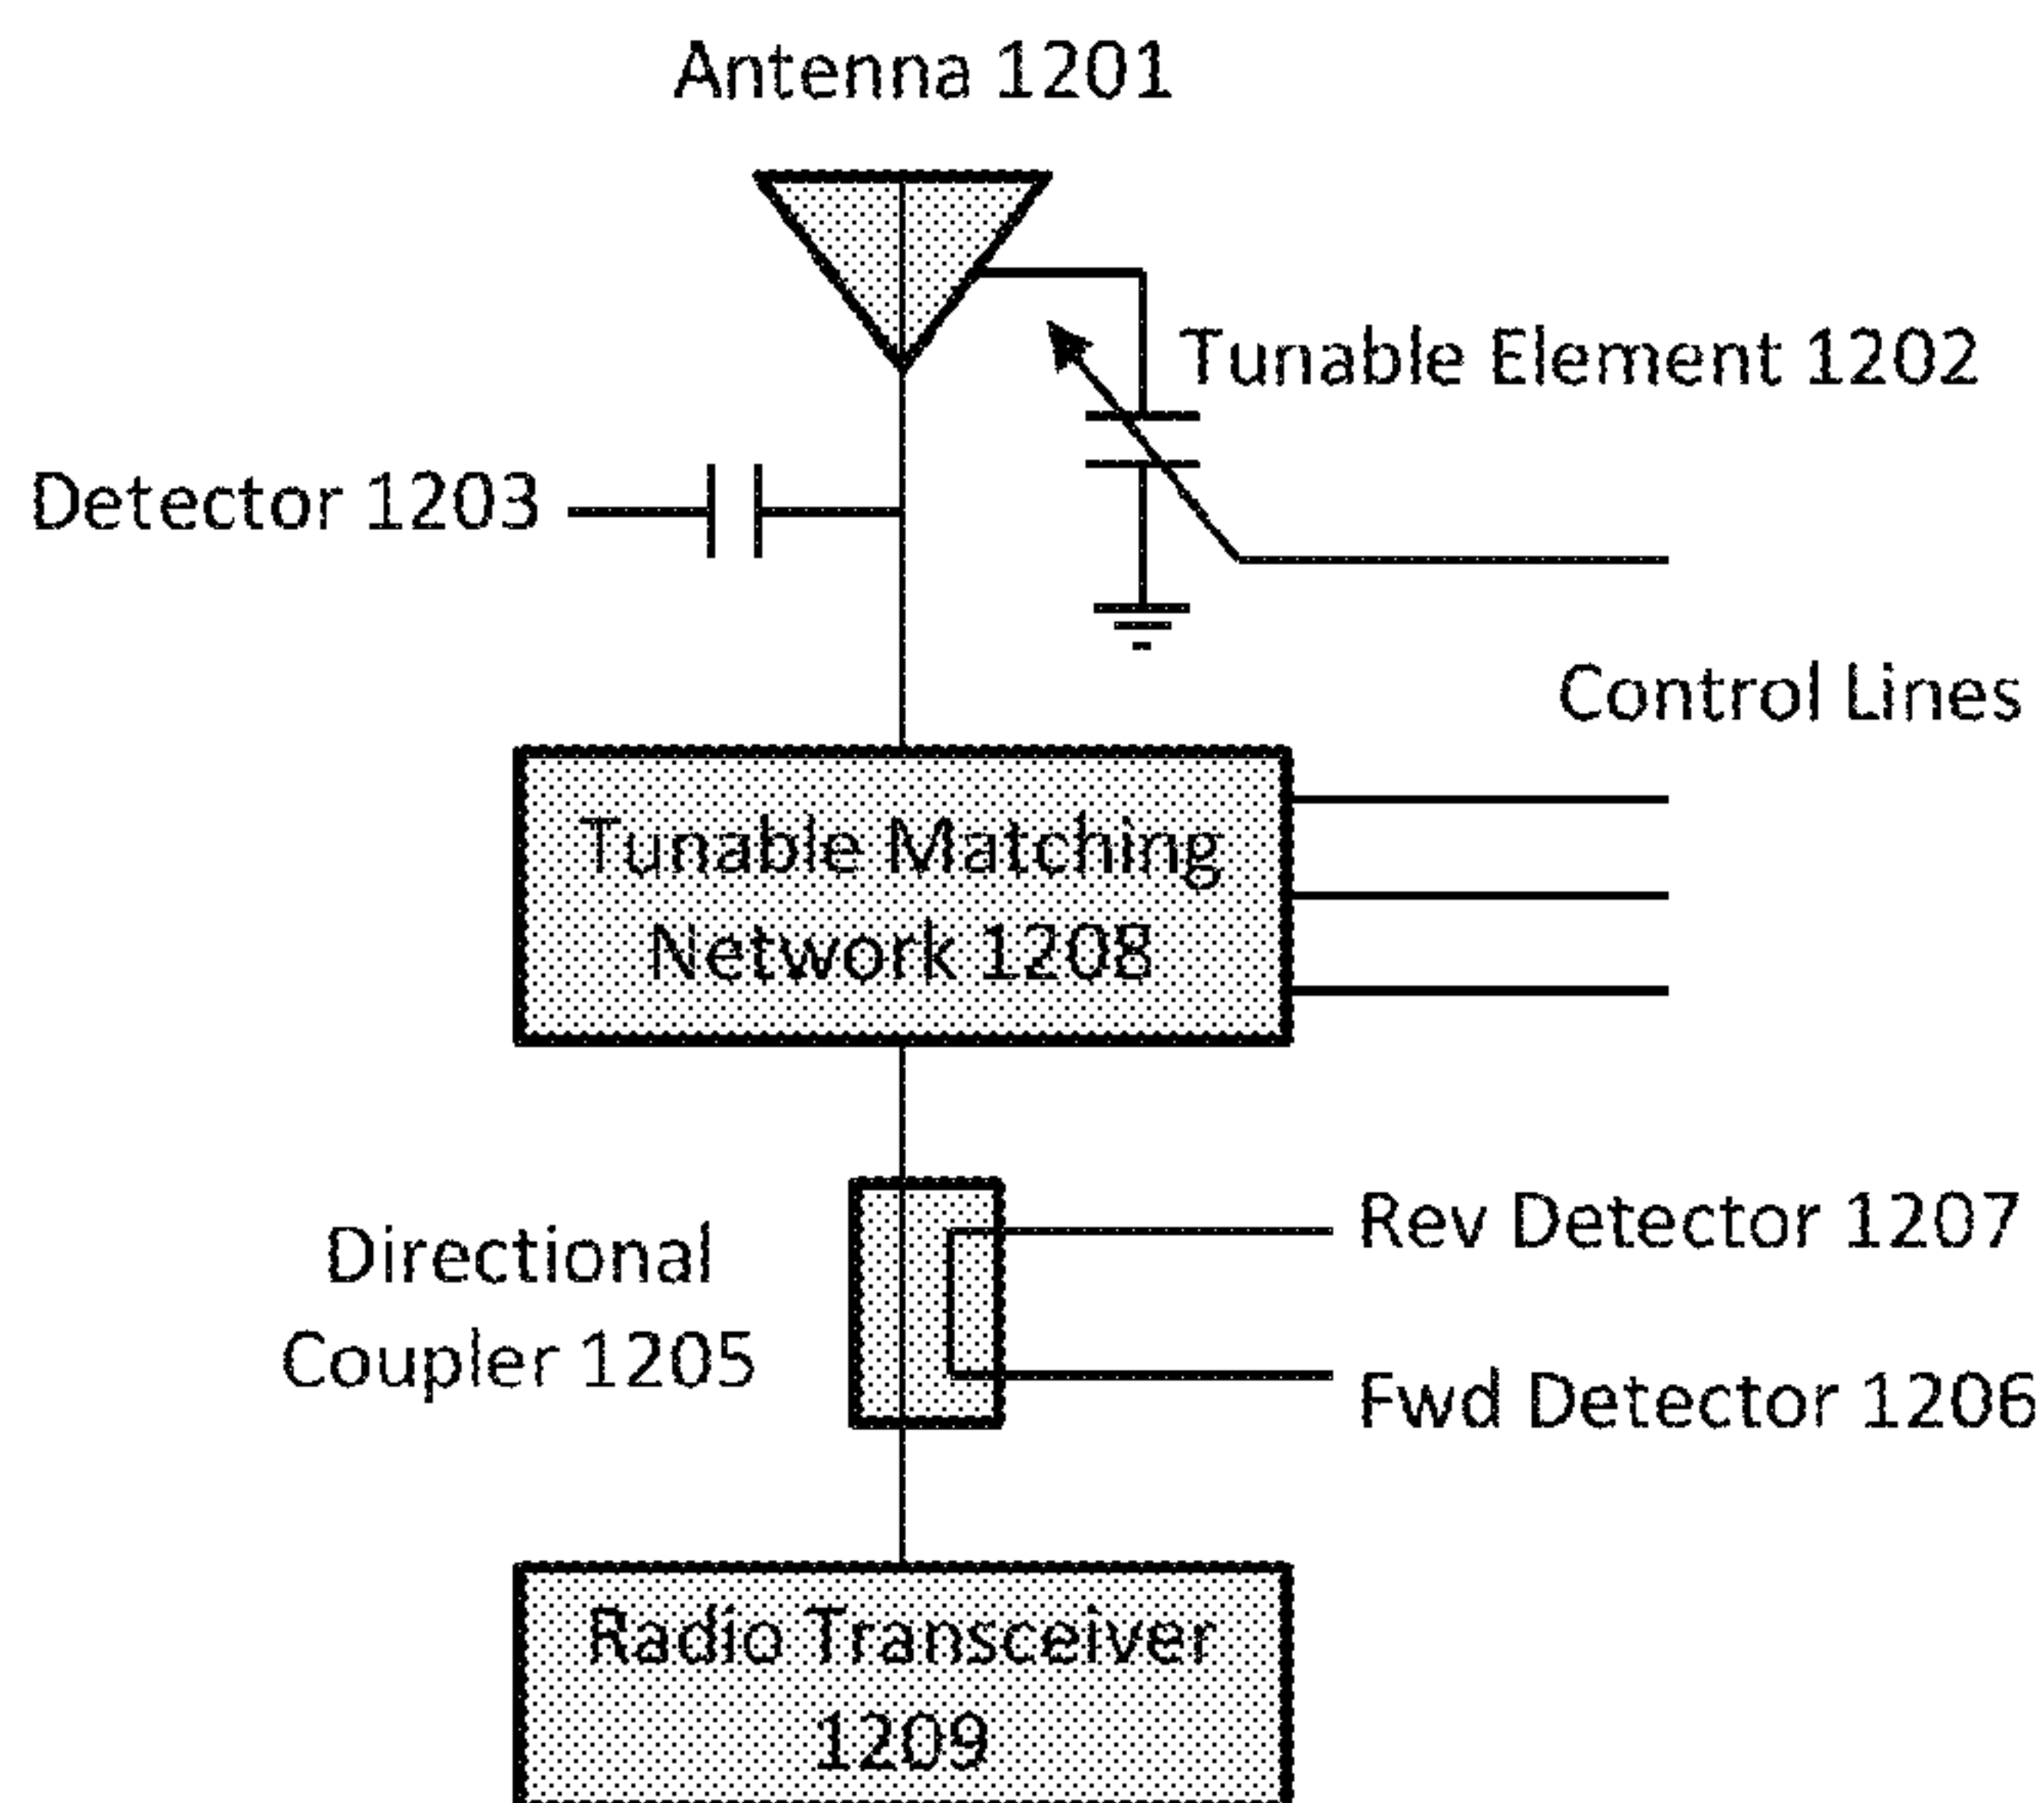 Antenna 1201
Tunable Element 1202
Detector 1203
Control Lines
Tunable Matching
Network 1208
Directional
Coupler 1205
Rev Detector 1207
Fwd Detector 1206
Radio Transceiver
1209